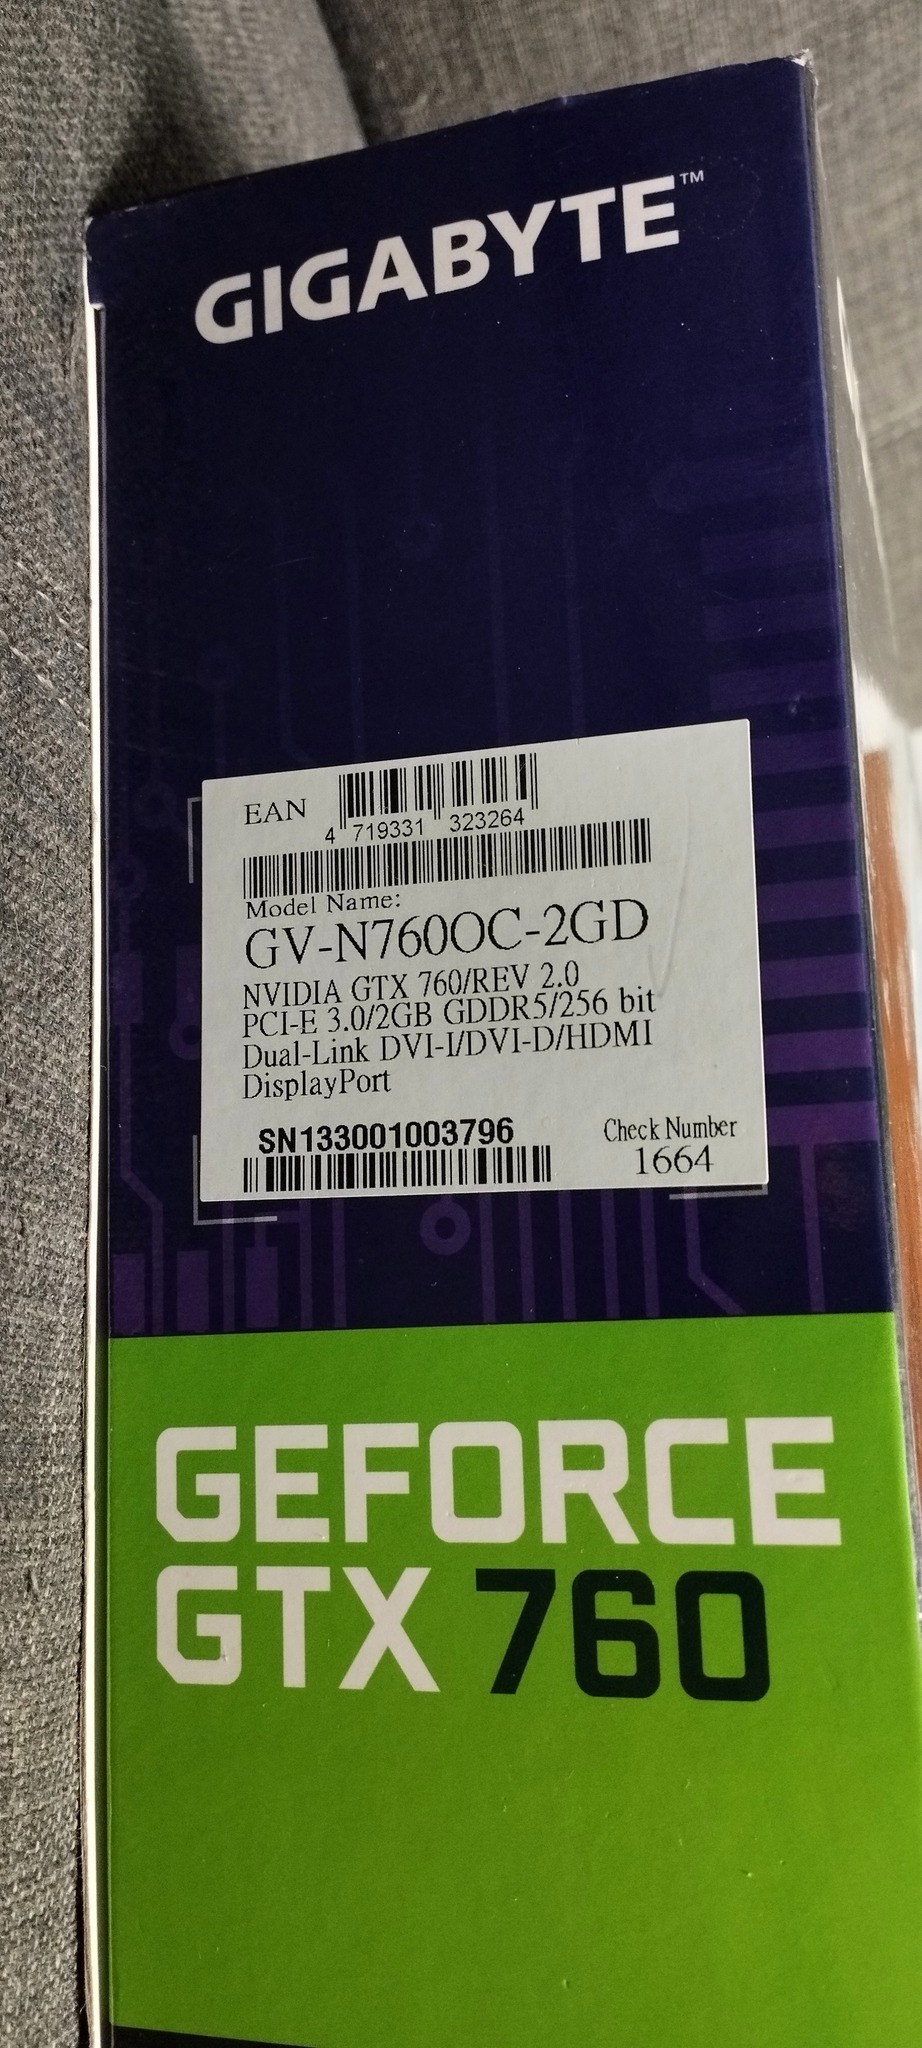 GIGABYTE™
EAN
4 719331 323264
Model Name:
GV-N760OC-2GD
NVIDIA GTX 760/REV 2.0
PCI-E 3.0/2GB GDDR5/256 bit
Dual-Link DVI-I/DVI-D/HDMI
DisplayPort
SN133001003796
Check Number
1664
GEFORCE
GTX 760